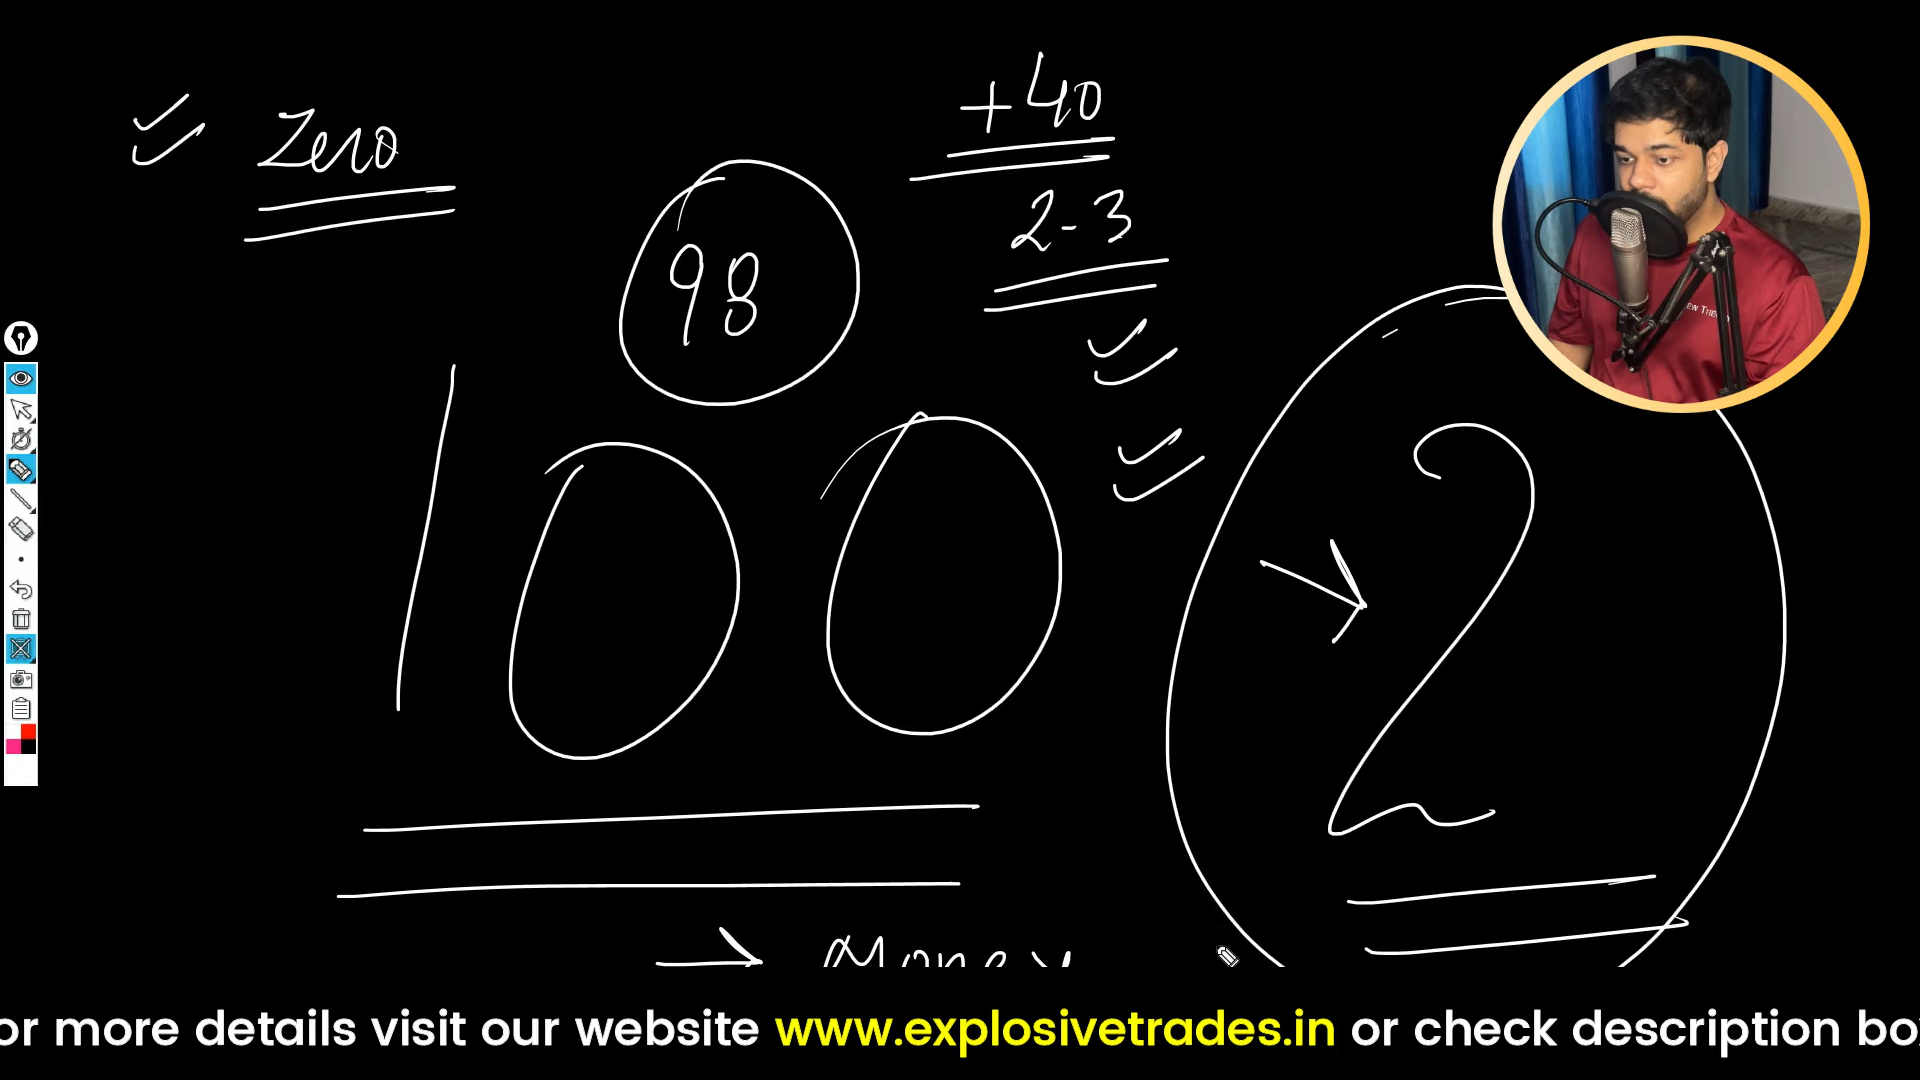 Zero
+40
2-3
98
100
2
→ Money
or more details visit our website www.explosivetrades.in or check description box